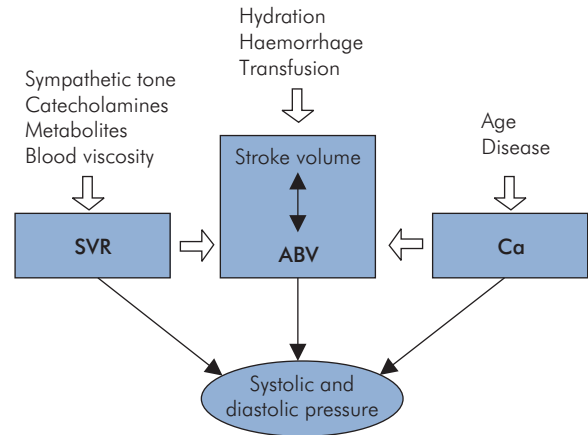 Hydration
Haemorrhage
Transfusion
Sympathetic tone
Catecholamines
Metabolites
Blood viscosity
Age
Disease
Stroke volume
SVR
ABV
Ca
Systolic and
diastolic pressure